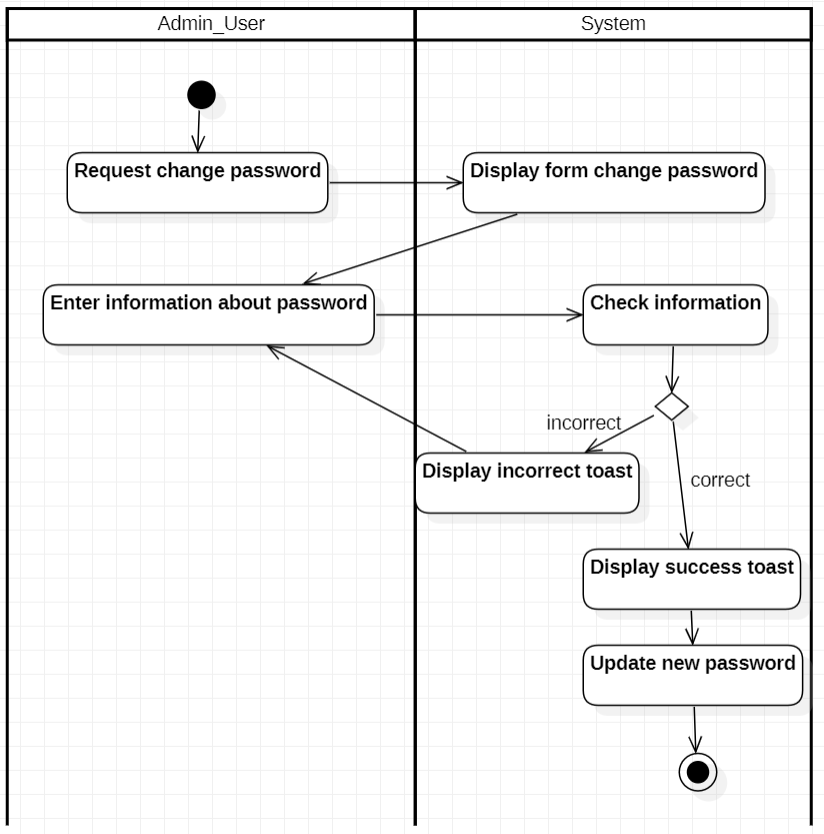 Admin_User
System
Request change password
Display form change password
Enter information about password
Check information
incorrect
Display incorrect toast
correct
Display success toast
Update new password